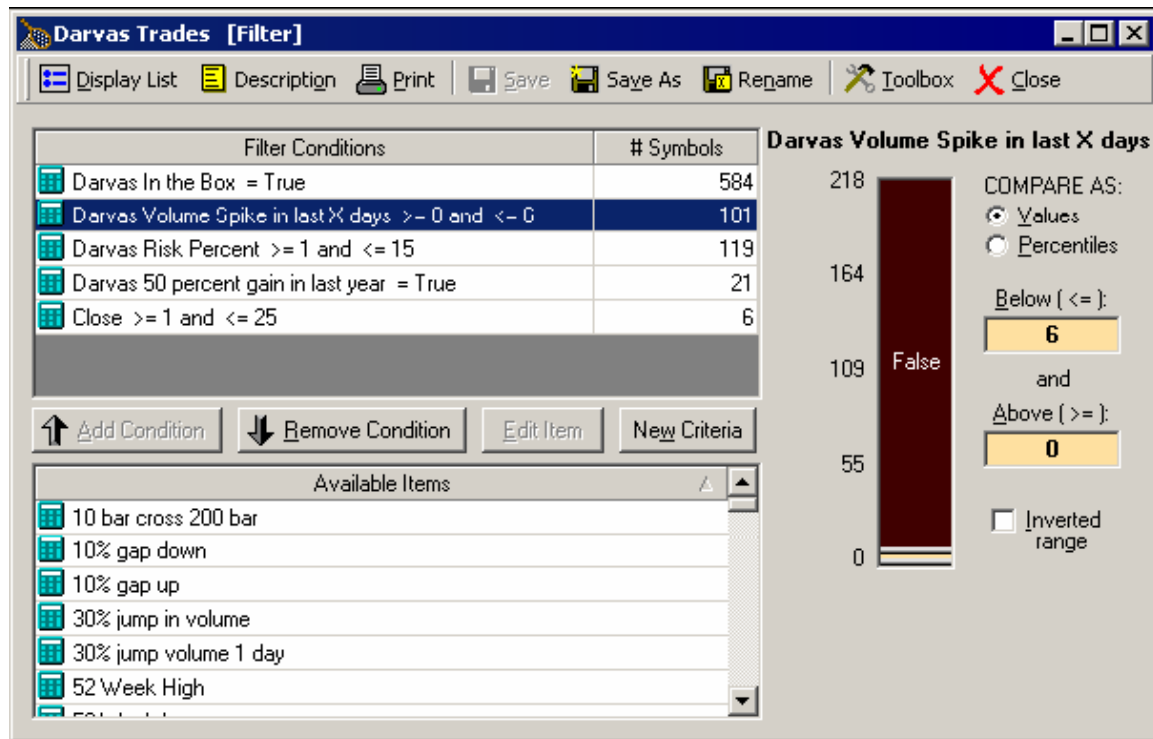 Darvas Trades [Filter]
Display List Description Print Save Save As Rename Toolbox Close
Filter Conditions # Symbols
Darvas In the Box = True 584
Darvas Volume Spike in last X days >= 0 and <= 6 101
Darvas Risk Percent >= 1 and <= 15 119
Darvas 50 percent gain in last year = True 21
Close >= 1 and <= 25 6
Add Condition Remove Condition Edit Item New Criteria
Available Items
10 bar cross 200 bar
10% gap down
10% gap up
30% jump in volume
30% jump volume 1 day
52 Week High
Darvas Volume Spike in last X days
218
164
109
55
0
False
COMPARE AS:
Values
Percentiles
Below ( <= ):
6
and
Above ( >= ):
0
Inverted
range